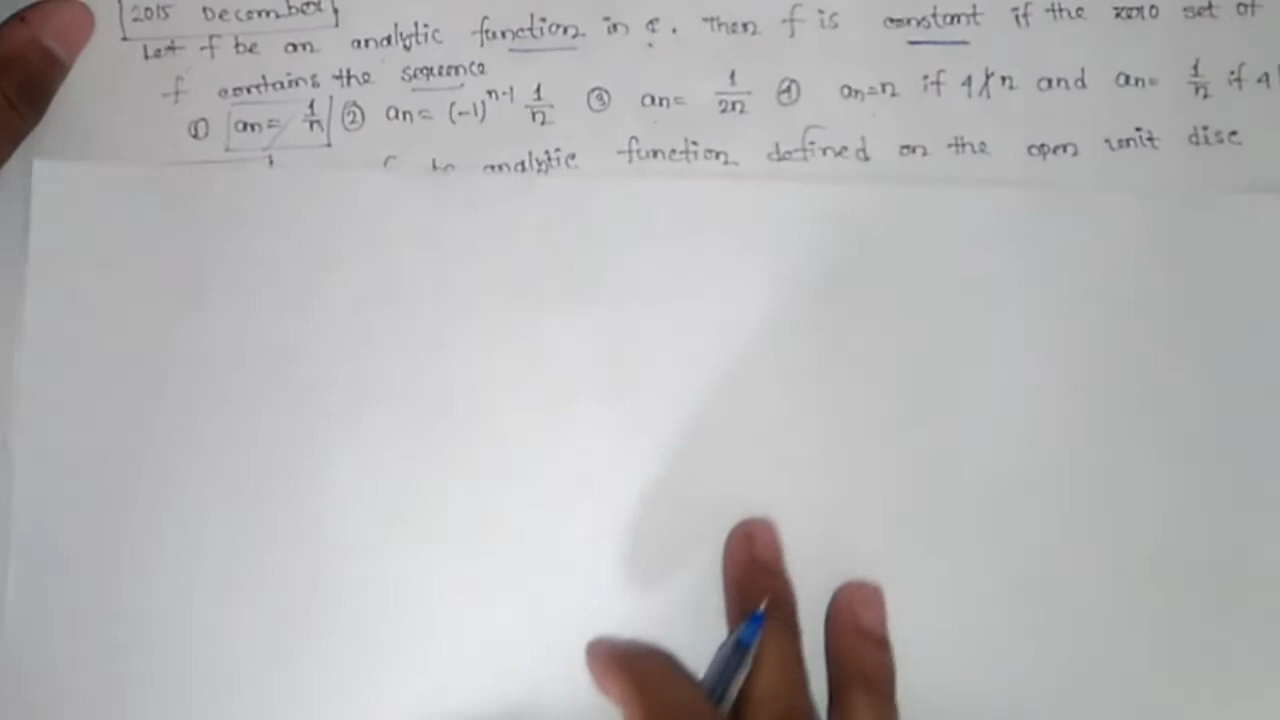 2015 December
Let f be an analytic function in ℂ. Then f is constant if the zero set of
f contains the sequence
① an= 1/n ② an= (-1)^n-1 1/n ③ an= 1/2n ④ an=n if 4∤n and an= 1/n if 4
be analytic function defined on the open unit disc